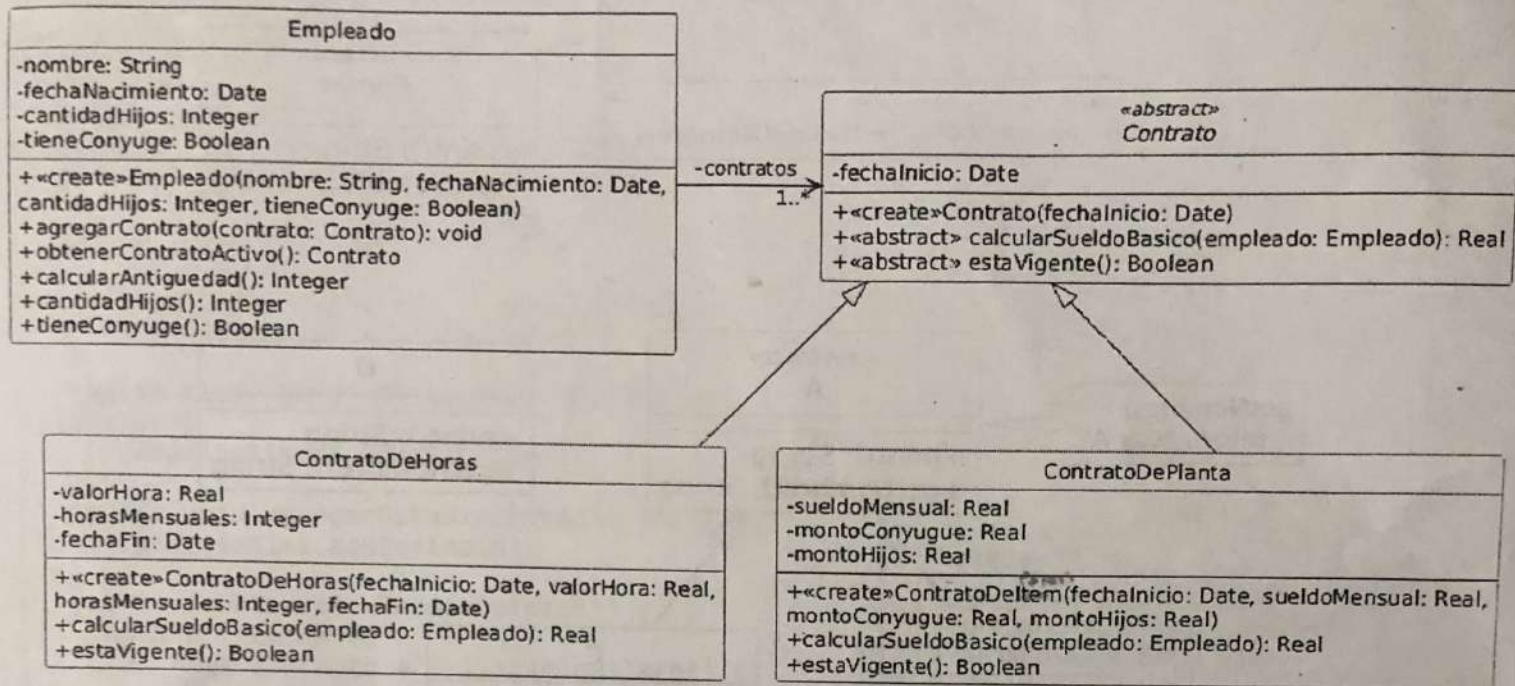 Empleado
-nombre: String
-fechaNacimiento: Date
-cantidadHijos: Integer
-tieneConyuge: Boolean
+«create»Empleado(nombre: String, fechaNacimiento: Date,
cantidadHijos: Integer, tieneConyuge: Boolean)
+agregarContrato(contrato: Contrato): void
+obtenerContratoActivo(): Contrato
+calcularAntiguedad(): Integer
+cantidadHijos(): Integer
+tieneConyuge(): Boolean
-contratos
1..*
«abstract»
Contrato
-fechaInicio: Date
+«create»Contrato(fechaInicio: Date)
+«abstract» calcularSueldoBasico(empleado: Empleado): Real
+«abstract» estaVigente(): Boolean
ContratoDeHoras
-valorHora: Real
-horasMensuales: Integer
-fechaFin: Date
+«create»ContratoDeHoras(fechaInicio: Date, valorHora: Real,
horasMensuales: Integer, fechaFin: Date)
+calcularSueldoBasico(empleado: Empleado): Real
+estaVigente(): Boolean
ContratoDePlanta
-sueldoMensual: Real
-montoConyugue: Real
-montoHijos: Real
+«create»ContratoDeItem(fechaInicio: Date, sueldoMensual: Real,
montoConyugue: Real, montoHijos: Real)
+calcularSueldoBasico(empleado: Empleado): Real
+estaVigente(): Boolean